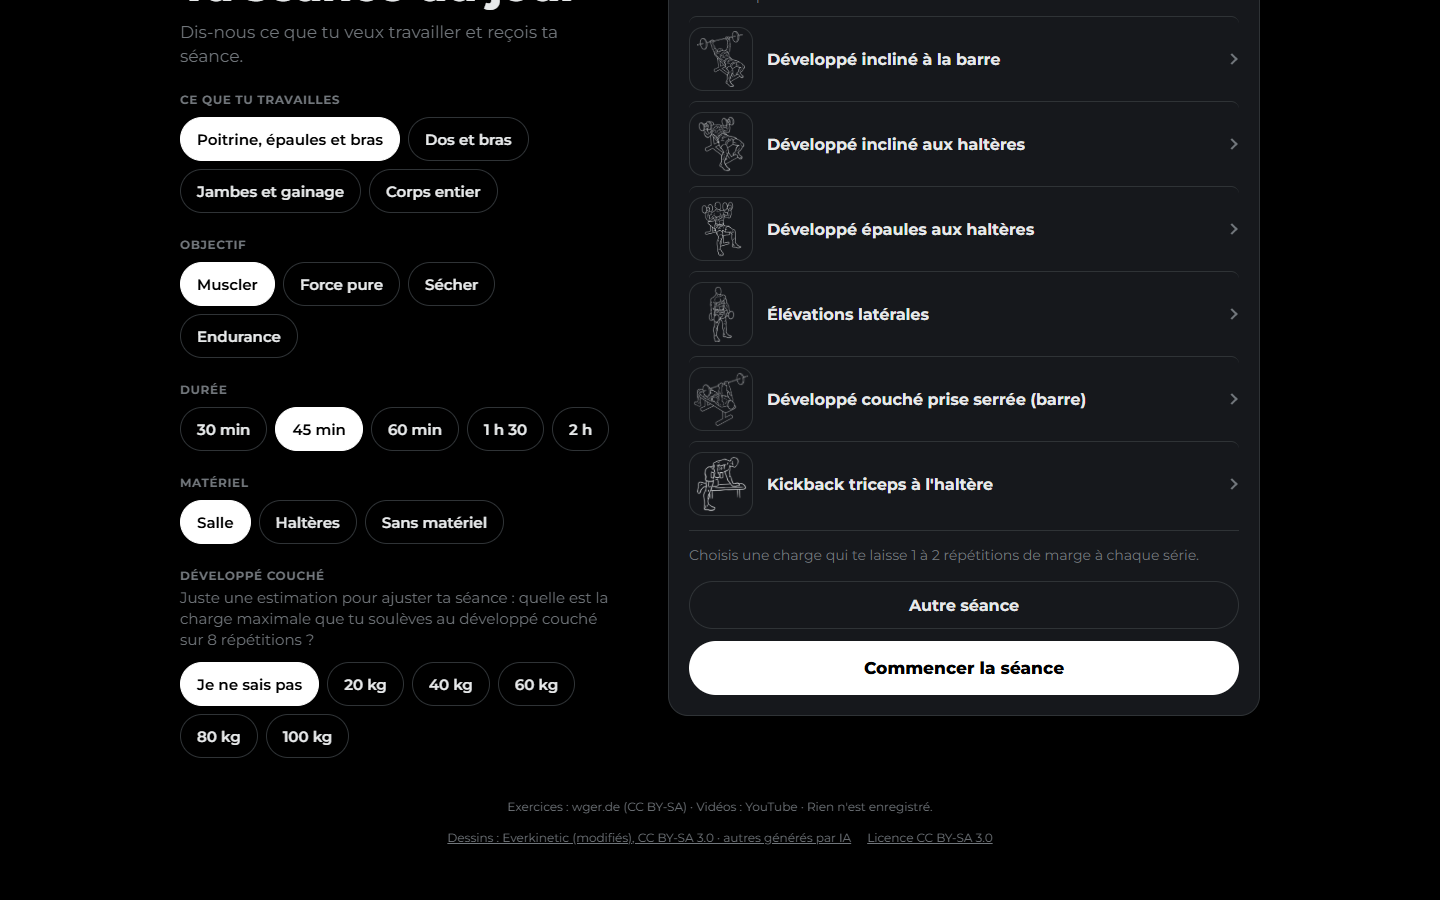 Ta séance du jour
Dis-nous ce que tu veux travailler et reçois ta
séance.
CE QUE TU TRAVAILLES
Poitrine, épaules et bras
Dos et bras
Jambes et gainage
Corps entier
OBJECTIF
Muscler
Force pure
Sécher
Endurance
DURÉE
30 min
45 min
60 min
1 h 30
2 h
MATÉRIEL
Salle
Haltères
Sans matériel
DÉVELOPPÉ COUCHÉ
Juste une estimation pour ajuster ta séance : quelle est la
charge maximale que tu soulèves au développé couché
sur 8 répétitions ?
Je ne sais pas
20 kg
40 kg
60 kg
80 kg
100 kg
Développé incliné à la barre
Développé incliné aux haltères
Développé épaules aux haltères
Élévations latérales
Développé couché prise serrée (barre)
Kickback triceps à l'haltère
Choisis une charge qui te laisse 1 à 2 répétitions de marge à chaque série.
Autre séance
Commencer la séance
Exercices : wger.de (CC BY-SA) · Vidéos : YouTube · Rien n'est enregistré.
Dessins : Everkinetic (modifiés), CC BY-SA 3.0 · autres générés par IA
Licence CC BY-SA 3.0